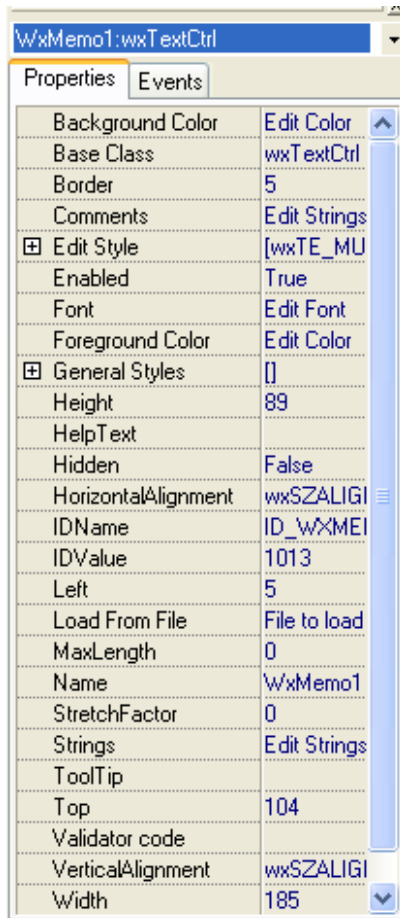 WxMemo1:wxTextCtrl
Properties Events
Background Color Edit Color
Base Class wxTextCtrl
Border 5
Comments Edit Strings
Edit Style [wxTE_MU
Enabled True
Font Edit Font
Foreground Color Edit Color
General Styles []
Height 89
HelpText
Hidden False
HorizontalAlignment wxSZALIGI
IDName ID_WXMEI
IDValue 1013
Left 5
Load From File File to load
MaxLength 0
Name WxMemo1
StretchFactor 0
Strings Edit Strings
ToolTip
Top 104
Validator code
VerticalAlignment wxSZALIGI
Width 185